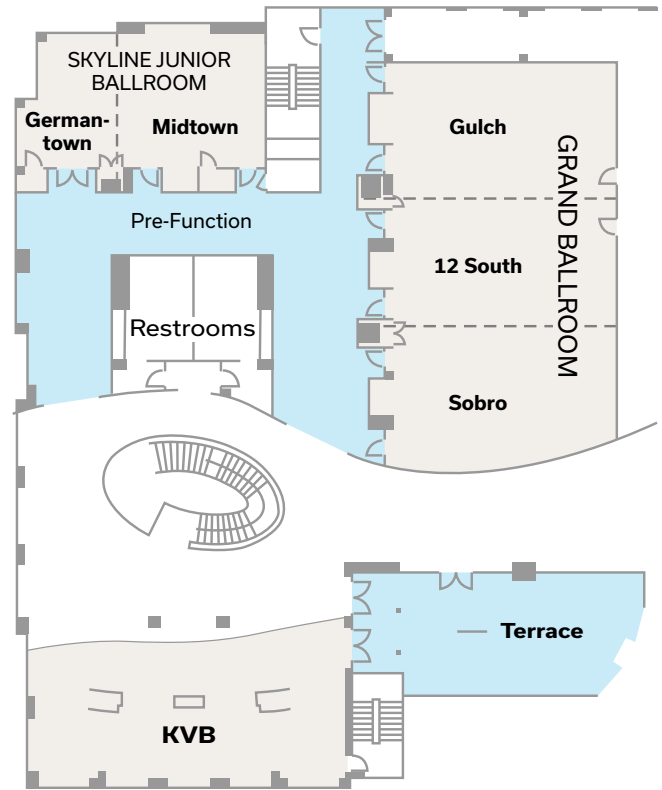 SKYLINE JUNIOR
BALLROOM
German-
town
Midtown
Gulch
GRAND BALLROOM
Pre-Function
12 South
Restrooms
Sobro
Terrace
KVB